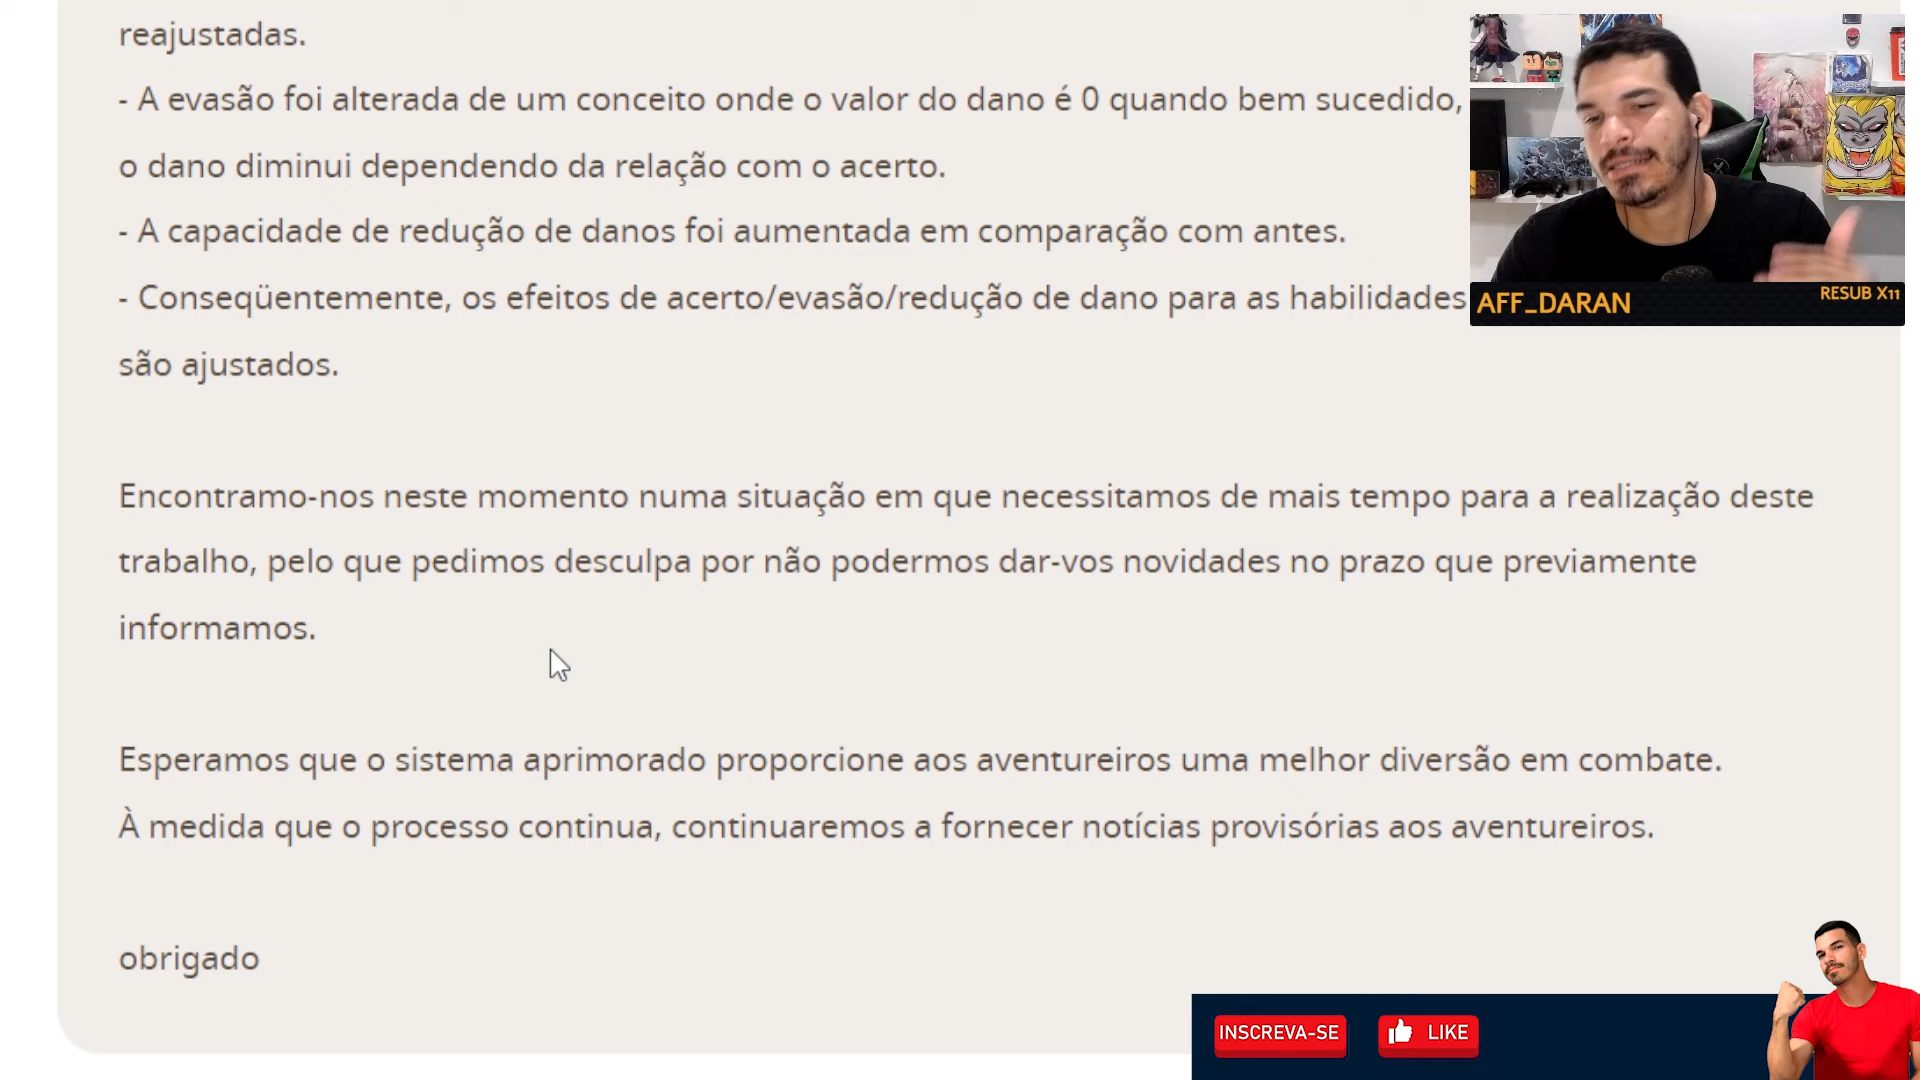 reajustadas.
- A evasão foi alterada de um conceito onde o valor do dano é 0 quando bem sucedido,
o dano diminui dependendo da relação com o acerto.
- A capacidade de redução de danos foi aumentada em comparação com antes.
- Conseqüentemente, os efeitos de acerto/evasão/redução de dano para as habilidades
são ajustados.
AFF_DARAN
RESUB X11
Encontramo-nos neste momento numa situação em que necessitamos de mais tempo para a realização deste
trabalho, pelo que pedimos desculpa por não podermos dar-vos novidades no prazo que previamente
informamos.
Esperamos que o sistema aprimorado proporcione aos aventureiros uma melhor diversão em combate.
À medida que o processo continua, continuaremos a fornecer notícias provisórias aos aventureiros.
obrigado
INSCREVA-SE
LIKE